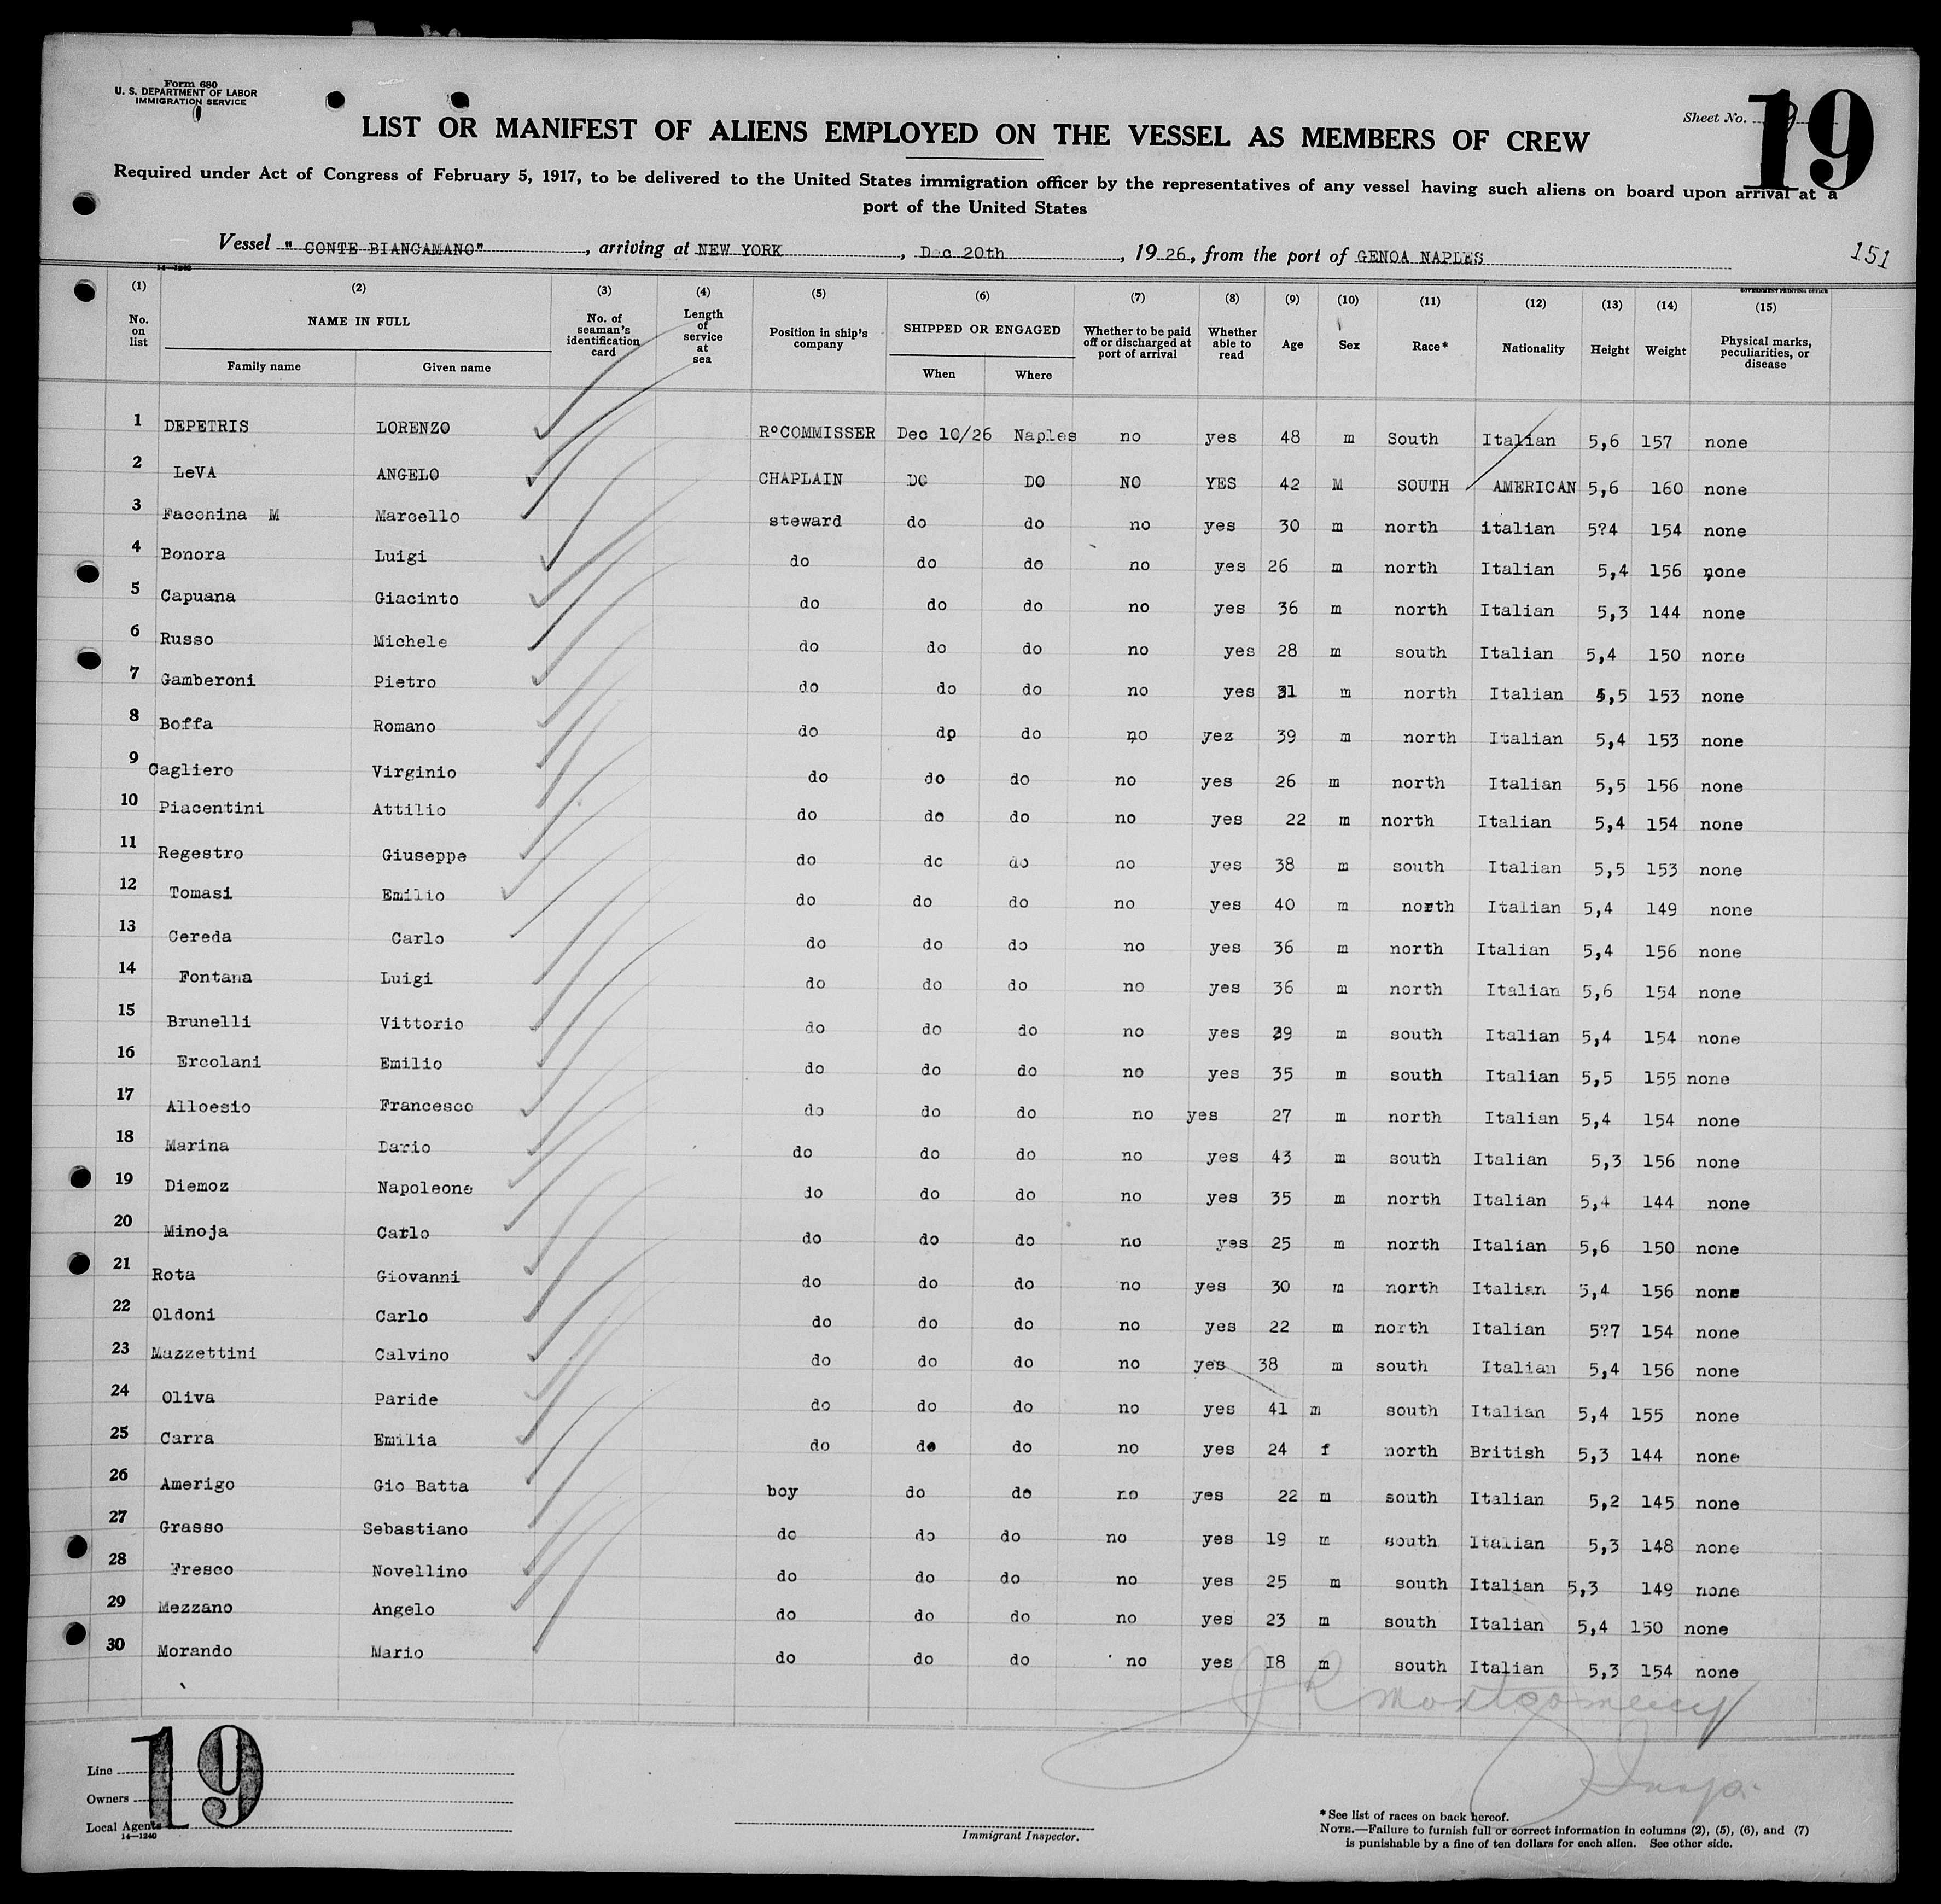 Form 680
U. S. DEPARTMENT OF LABOR
IMMIGRATION SERVICE
Sheet No. 9
19
LIST OR MANIFEST OF ALIENS EMPLOYED ON THE VESSEL AS MEMBERS OF CREW
Required under Act of Congress of February 5, 1917, to be delivered to the United States immigration officer by the representatives of any vessel having such aliens on board upon arrival at a
port of the United States
Vessel " CONTE BIANCAMANO", arriving at NEW YORK, Dec 20th, 1926, from the port of GENOA NAPLES
151
14—1240
GOVERNMENT PRINTING OFFICE
(1) (2) (3) (4) (5) (6) (7) (8) (9) (10) (11) (12) (13) (14) (15)
No. on list NAME IN FULL Family name Given name No. of seaman's identification card Length of service at sea Position in ship's company SHIPPED OR ENGAGED When Where Whether to be paid off or discharged at port of arrival Whether able to read Age Sex Race* Nationality Height Weight Physical marks, peculiarities, or disease
1 DEPETRIS LORENZO RºCOMMISSER Dec 10/26 Naples no yes 48 m South Italian 5,6 157 none
2 LeVA ANGELO CHAPLAIN DO DO NO YES 42 M SOUTH AMERICAN 5,6 160 none
3 Faconina M Marcello steward do do no yes 30 m north italian 5?4 154 none
4 Bonora Luigi do do do no yes 26 m north Italian 5,4 156 none
5 Capuana Giacinto do do do no yes 36 m north Italian 5,3 144 none
6 Russo Michele do do do no yes 28 m south Italian 5,4 150 none
7 Gamberoni Pietro do do do no yes 31 m north Italian 5,5 153 none
8 Boffa Romano do dp do no yez 39 m north Italian 5,4 153 none
9 Cagliero Virginio do do do no yes 26 m north Italian 5,5 156 none
10 Piacentini Attilio do do do no yes 22 m north Italian 5,4 154 none
11 Regestro Giuseppe do do do no yes 38 m south Italian 5,5 153 none
12 Tomasi Emilio do do do no yes 40 m north Italian 5,4 149 none
13 Cereda Carlo do do do no yes 36 m north Italian 5,4 156 none
14 Fontana Luigi do do do no yes 36 m north Italian 5,6 154 none
15 Brunelli Vittorio do do do no yes 39 m south Italian 5,4 154 none
16 Ercolani Emilio do do do no yes 35 m south Italian 5,5 155 none
17 Alloesio Francesco do do do no yes 27 m north Italian 5,4 154 none
18 Marina Dario do do do no yes 43 m south Italian 5,3 156 none
19 Diemoz Napoleone do do do no yes 35 m north Italian 5,4 144 none
20 Minoja Carlo do do do no yes 25 m north Italian 5,6 150 none
21 Rota Giovanni do do do no yes 30 m north Italian 5,4 156 none
22 Oldoni Carlo do do do no yes 22 m north Italian 5?7 154 none
23 Mazzettini Calvino do do do no yes 38 m south Italian 5,4 156 none
24 Oliva Paride do do do no yes 41 m south Italian 5,4 155 none
25 Carra Emilia do do do no yes 24 f north British 5,3 144 none
26 Amerigo Gio Batta boy do do no yes 22 m south Italian 5,2 145 none
27 Grasso Sebastiano do do do no yes 19 m south Italian 5,3 148 none
28 Fresco Novellino do do do no yes 25 m south Italian 5,3 149 none
29 Mezzano Angelo do do do no yes 23 m south Italian 5,4 150 none
30 Morando Mario do do do no yes 18 m south Italian 5,3 154 none
J R Montgomery
Insp.
19
Line
Owners
Local Agents
14—1240
Immigrant Inspector.
*See list of races on back hereof.
NOTE.—Failure to furnish full or correct information in columns (2), (5), (6), and (7)
is punishable by a fine of ten dollars for each alien. See other side.